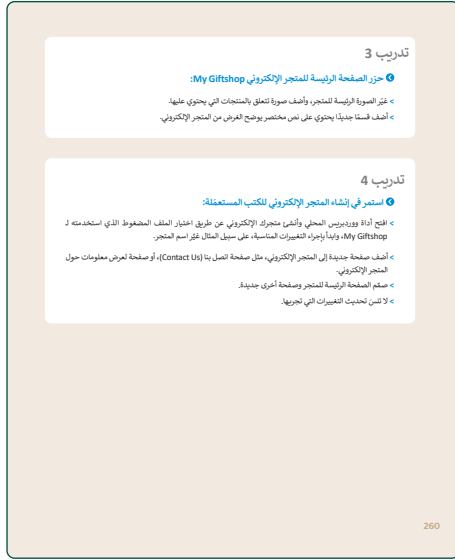 تدريب 3
حرّر الصفحة الرئيسة للمتجر الإلكتروني My Giftshop:
> غيّر الصورة الرئيسة للمتجر، وأضف صورة تتعلق بالمنتجات التي يحتوي عليها.
> أضف قسمًا جديدًا يحتوي على نص مختصر يوضح الغرض من المتجر الإلكتروني.
تدريب 4
استمر في إنشاء المتجر الإلكتروني للكتب المستعمَلة:
> افتح أداة ووردبريس المحلي وأنشئ متجرك الإلكتروني عن طريق اختيار الملف المضغوط الذي استخدمته لـ
My Giftshop، وابدأ بإجراء التغييرات المناسبة، على سبيل المثال غيّر اسم المتجر.
> أضف صفحة جديدة إلى المتجر الإلكتروني، مثل صفحة اتصل بنا (Contact Us)، أو صفحة لعرض معلومات حول
المتجر الإلكتروني.
> صمّم الصفحة الرئيسة للمتجر وصفحة أخرى جديدة.
> لا تنسَ تحديث التغييرات التي تجريها.
260